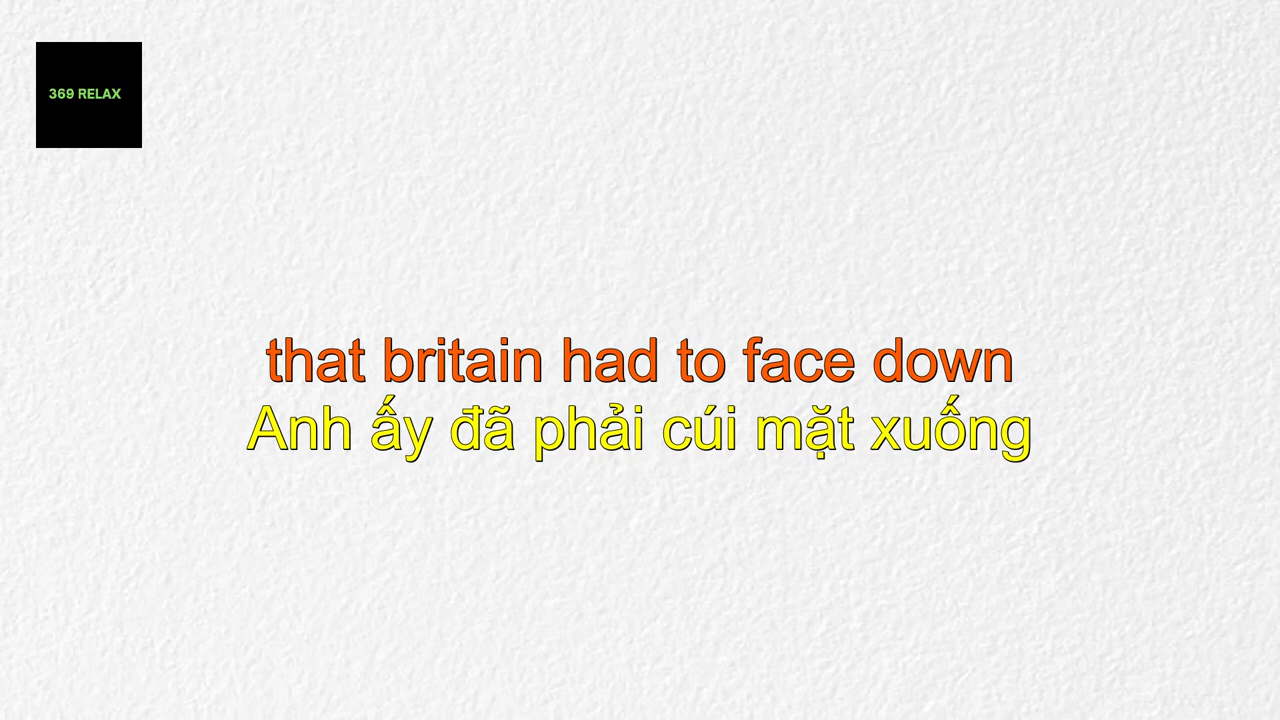 369 RELAX
that britain had to face down
Anh ấy đã phải cúi mặt xuống